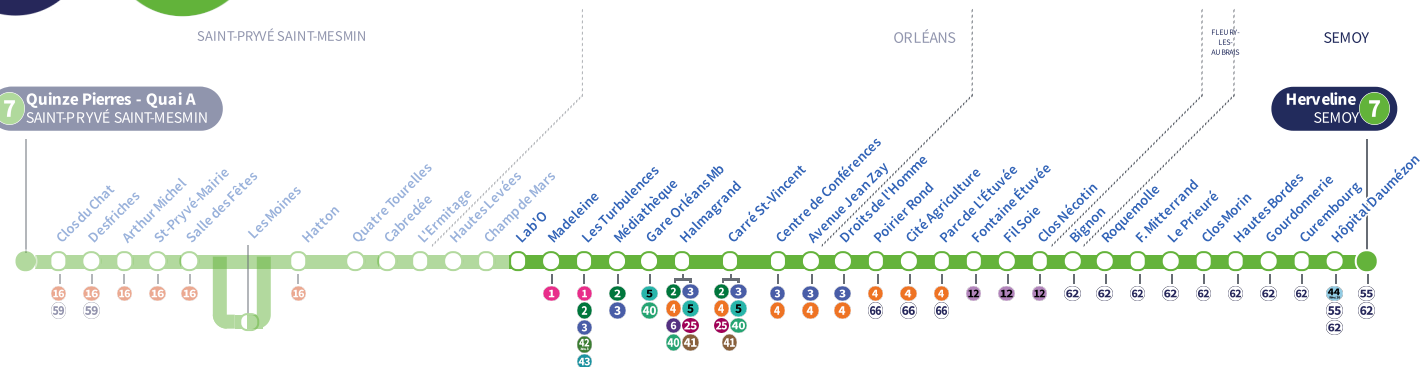 SAINT-PRYVÉ SAINT-MESMIN
ORLÉANS
FLEURY-
LES-
AUBRAIS
SEMOY
7
Quinze Pierres - Quai A
SAINT-PRYVÉ SAINT-MESMIN
Herveline
SEMOY
7
Clos du Chat
Desfriches
Arthur Michel
St-Pryvé-Mairie
Salle des Fêtes
Les Moines
Hatton
Quatre Tourelles
Cabredée
L'Ermitage
Hautes Levées
Champ de Mars
Lab'O
Madeleine
Les Turbulences
Médiathèque
Gare Orléans Mb
Halmagrand
Carré St-Vincent
Centre de Conférences
Avenue Jean Zay
Droits de l'Homme
Poirier Rond
Cité Agriculture
Parc de L'Étuvée
Fontaine Étuvée
Fil Soie
Clos Nécotin
Bignon
Roquemolle
F. Mitterrand
Le Prieuré
Clos Morin
Hautes Bordes
Gourdonnerie
Curembourg
Hôpital Daumézon
16 16 16 16 16 16 1 1 2 5 2 3 2 3 3 3 3 4 4 4 12 12 12 62 62 62 62 62 62 62 62 44 55
59 59 2 3 40 4 5 4 5 4 4 4 66 66 66 55 62
3 6 25 25 40 62
42 40 41 41
43